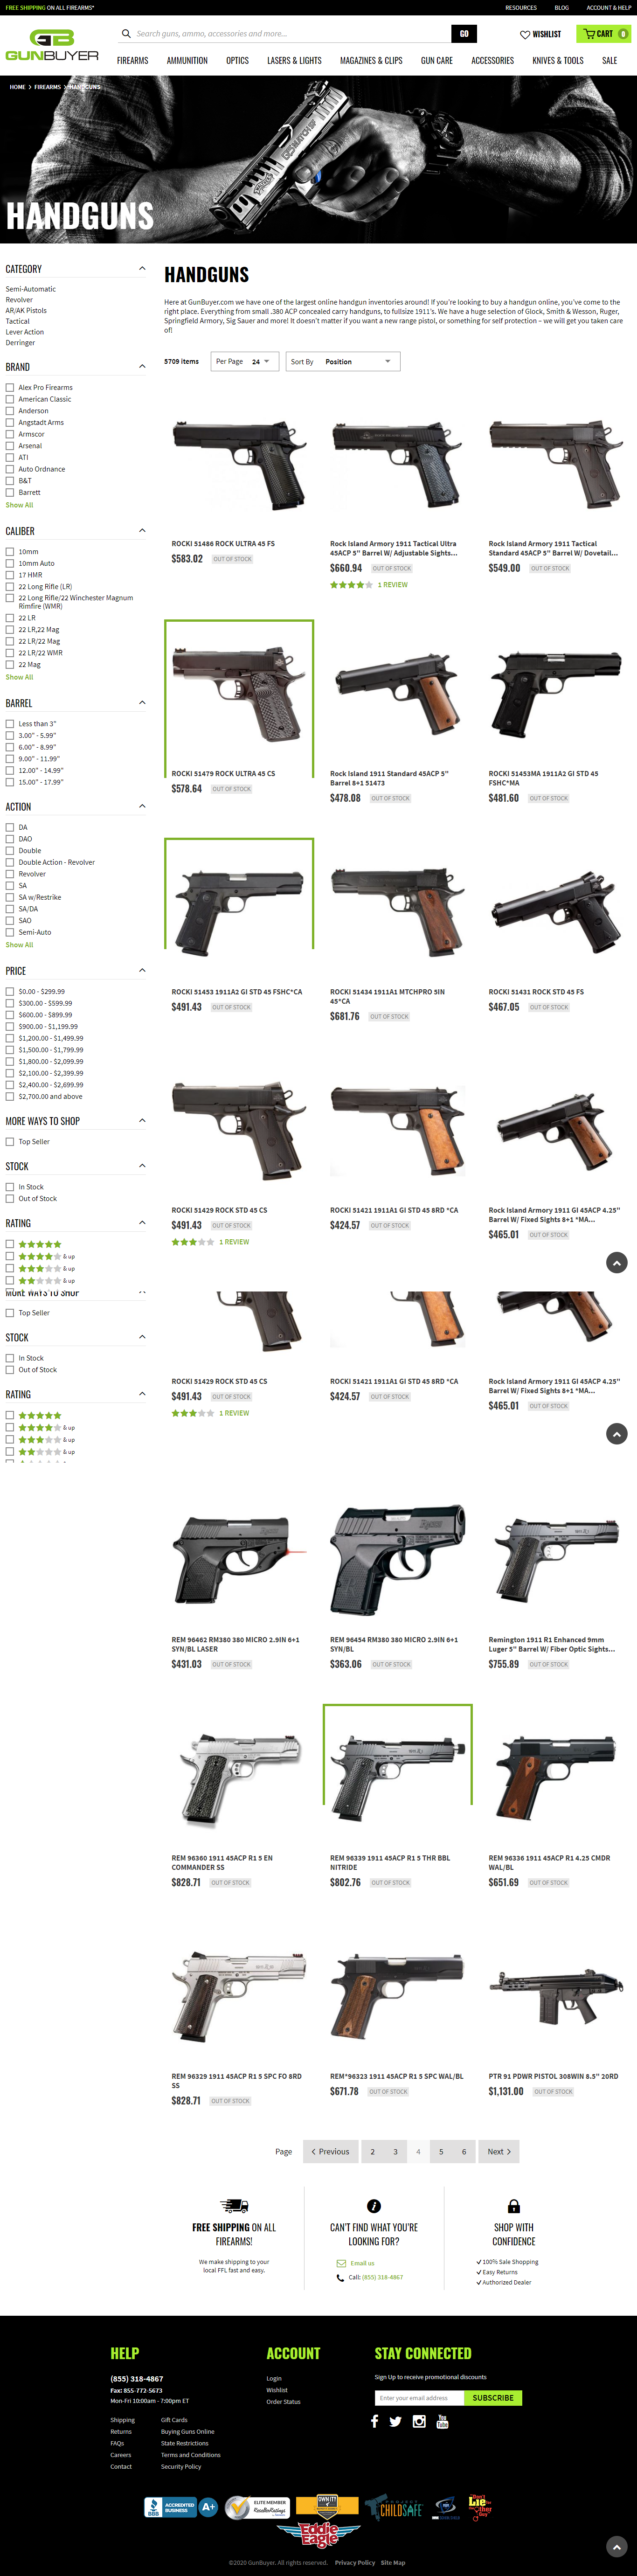 FREE SHIPPING ON ALL FIREARMS*
RESOURCES
BLOG
ACCOUNT & HELP
GB
GUNBUYER
Search guns, ammo, accessories and more...
GO
WISHLIST
CART 0
FIREARMS
AMMUNITION
OPTICS
LASERS & LIGHTS
MAGAZINES & CLIPS
GUN CARE
ACCESSORIES
KNIVES & TOOLS
SALE
HOME > FIREARMS > HANDGUNS
HANDGUNS
CATEGORY
Semi-Automatic
Revolver
AR/AK Pistols
Tactical
Lever Action
Derringer
BRAND
Alex Pro Firearms
American Classic
Anderson
Angstadt Arms
Armscor
Arsenal
ATI
Auto Ordnance
B&T
Barrett
Show All
CALIBER
10mm
10mm Auto
17 HMR
22 Long Rifle (LR)
22 Long Rifle/22 Winchester Magnum
Rimfire (WMR)
22 LR
22 LR,22 Mag
22 LR/22 Mag
22 LR/22 WMR
22 Mag
Show All
BARREL
Less than 3"
3.00" - 5.99"
6.00" - 8.99"
9.00" - 11.99"
12.00" - 14.99"
15.00" - 17.99"
ACTION
DA
DAO
Double
Double Action - Revolver
Revolver
SA
SA w/Restrike
SA/DA
SAO
Semi-Auto
Show All
PRICE
$0.00 - $299.99
$300.00 - $599.99
$600.00 - $899.99
$900.00 - $1,199.99
$1,200.00 - $1,499.99
$1,500.00 - $1,799.99
$1,800.00 - $2,099.99
$2,100.00 - $2,399.99
$2,400.00 - $2,699.99
$2,700.00 and above
MORE WAYS TO SHOP
Top Seller
STOCK
In Stock
Out of Stock
RATING
& up
& up
& up
MORE WAYS TO SHOP
Top Seller
STOCK
In Stock
Out of Stock
RATING
& up
& up
& up
HANDGUNS
Here at GunBuyer.com we have one of the largest online handgun inventories around! If you're looking to buy a handgun online, you've come to the
right place. Everything from small .380 ACP concealed carry handguns, to fullsize 1911's. We have a huge selection of Glock, Smith & Wesson, Ruger,
Springfield Armory, Sig Sauer and more! It doesn't matter if you want a new range pistol, or something for self protection – we will get you taken care
of!
5709 items
Per Page 24
Sort By Position
ROCKI 51486 ROCK ULTRA 45 FS
$583.02 OUT OF STOCK
Rock Island Armory 1911 Tactical Ultra
45ACP 5" Barrel W/ Adjustable Sights...
$660.94 OUT OF STOCK
1 REVIEW
Rock Island Armory 1911 Tactical
Standard 45ACP 5" Barrel W/ Dovetail...
$549.00 OUT OF STOCK
ROCKI 51479 ROCK ULTRA 45 CS
$578.64 OUT OF STOCK
Rock Island 1911 Standard 45ACP 5"
Barrel 8+1 51473
$478.08 OUT OF STOCK
ROCKI 51453MA 1911A2 GI STD 45
FSHC*MA
$481.60 OUT OF STOCK
ROCKI 51453 1911A2 GI STD 45 FSHC*CA
$491.43 OUT OF STOCK
ROCKI 51434 1911A1 MTCHPRO 5IN
45*CA
$681.76 OUT OF STOCK
ROCKI 51431 ROCK STD 45 FS
$467.05 OUT OF STOCK
ROCKI 51429 ROCK STD 45 CS
$491.43 OUT OF STOCK
1 REVIEW
ROCKI 51421 1911A1 GI STD 45 8RD *CA
$424.57 OUT OF STOCK
Rock Island Armory 1911 GI 45ACP 4.25"
Barrel W/ Fixed Sights 8+1 *MA...
$465.01 OUT OF STOCK
ROCKI 51429 ROCK STD 45 CS
$491.43 OUT OF STOCK
1 REVIEW
ROCKI 51421 1911A1 GI STD 45 8RD *CA
$424.57 OUT OF STOCK
Rock Island Armory 1911 GI 45ACP 4.25"
Barrel W/ Fixed Sights 8+1 *MA...
$465.01 OUT OF STOCK
REM 96462 RM380 380 MICRO 2.9IN 6+1
SYN/BL LASER
$431.03 OUT OF STOCK
REM 96454 RM380 380 MICRO 2.9IN 6+1
SYN/BL
$363.06 OUT OF STOCK
Remington 1911 R1 Enhanced 9mm
Luger 5" Barrel W/ Fiber Optic Sights...
$755.89 OUT OF STOCK
REM 96360 1911 45ACP R1 5 EN
COMMANDER SS
$828.71 OUT OF STOCK
REM 96339 1911 45ACP R1 5 THR BBL
NITRIDE
$802.76 OUT OF STOCK
REM 96336 1911 45ACP R1 4.25 CMDR
WAL/BL
$651.69 OUT OF STOCK
REM 96329 1911 45ACP R1 5 SPC FO 8RD
SS
$828.71 OUT OF STOCK
REM*96323 1911 45ACP R1 5 SPC WAL/BL
$671.78 OUT OF STOCK
PTR 91 PDWR PISTOL 308WIN 8.5" 20RD
$1,131.00 OUT OF STOCK
Page < Previous 2 3 4 5 6 Next >
FREE SHIPPING ON ALL
FIREARMS!
We make shipping to your
local FFL fast and easy.
CAN'T FIND WHAT YOU'RE
LOOKING FOR?
Email us
Call: (855) 318-4867
SHOP WITH
CONFIDENCE
100% Sale Shopping
Easy Returns
Authorized Dealer
HELP
(855) 318-4867
Fax: 855-772-5673
Mon-Fri 10:00am - 7:00pm ET
Shipping
Returns
FAQs
Careers
Contact
Gift Cards
Buying Guns Online
State Restrictions
Terms and Conditions
Security Policy
ACCOUNT
Login
Wishlist
Order Status
STAY CONNECTED
Sign Up to receive promotional discounts
Enter your email address
SUBSCRIBE
You Tube
BBB ACCREDITED BUSINESS A+
ELITE MEMBER
ResellerRatings
OWN IT?
CHILDSAFE
Don't Lie for the Other Guy
Eddie Eagle
©2020 GunBuyer. All rights reserved. Privacy Policy Site Map